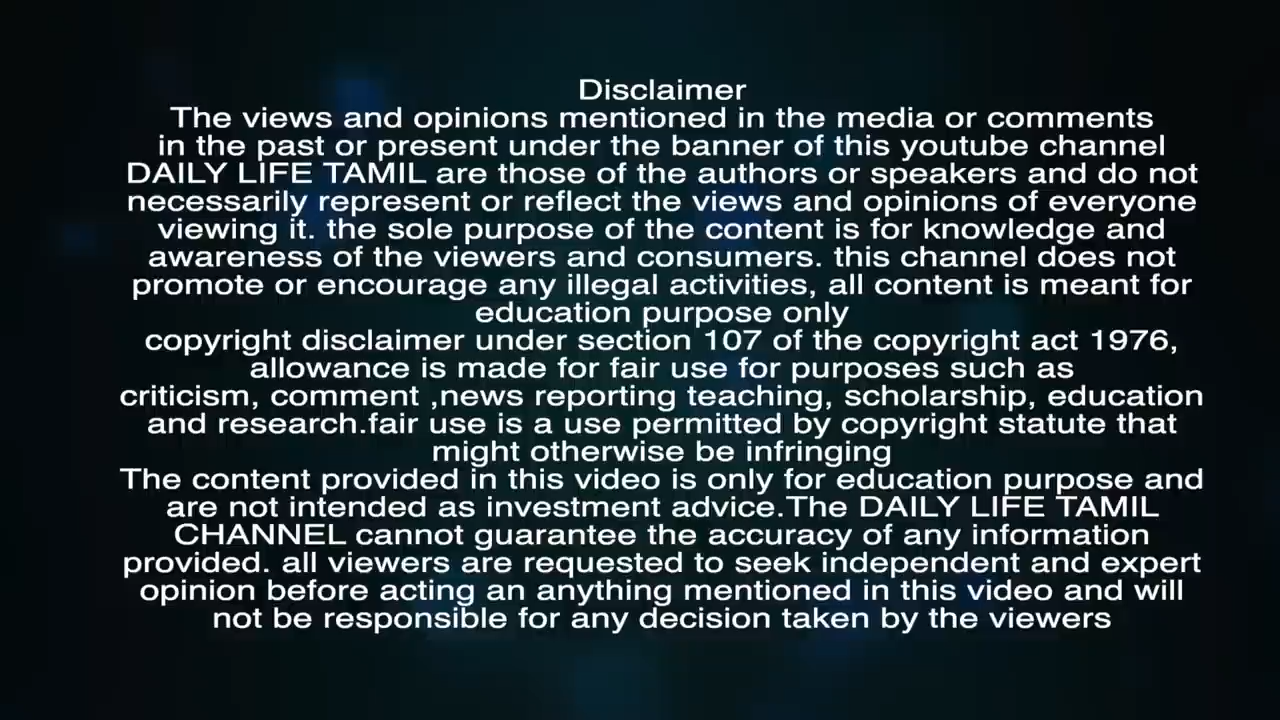 Disclaimer
The views and opinions mentioned in the media or comments
in the past or present under the banner of this youtube channel
DAILY LIFE TAMIL are those of the authors or speakers and do not
necessarily represent or reflect the views and opinions of everyone
viewing it. the sole purpose of the content is for knowledge and
awareness of the viewers and consumers. this channel does not
promote or encourage any illegal activities, all content is meant for
education purpose only
copyright disclaimer under section 107 of the copyright act 1976,
allowance is made for fair use for purposes such as
criticism, comment ,news reporting teaching, scholarship, education
and research.fair use is a use permitted by copyright statute that
might otherwise be infringing
The content provided in this video is only for education purpose and
are not intended as investment advice.The DAILY LIFE TAMIL
CHANNEL cannot guarantee the accuracy of any information
provided. all viewers are requested to seek independent and expert
opinion before acting an anything mentioned in this video and will
not be responsible for any decision taken by the viewers